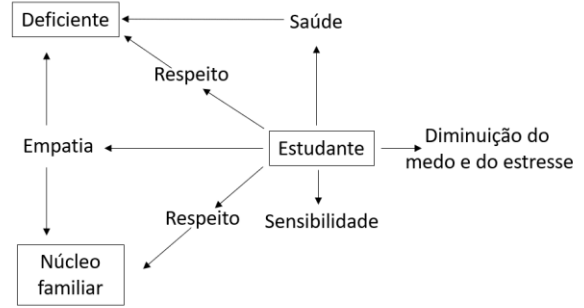 Deficiente
Saúde
Respeito
Empatia
Estudante
Diminuição do
medo e do estresse
Respeito
Sensibilidade
Núcleo
familiar